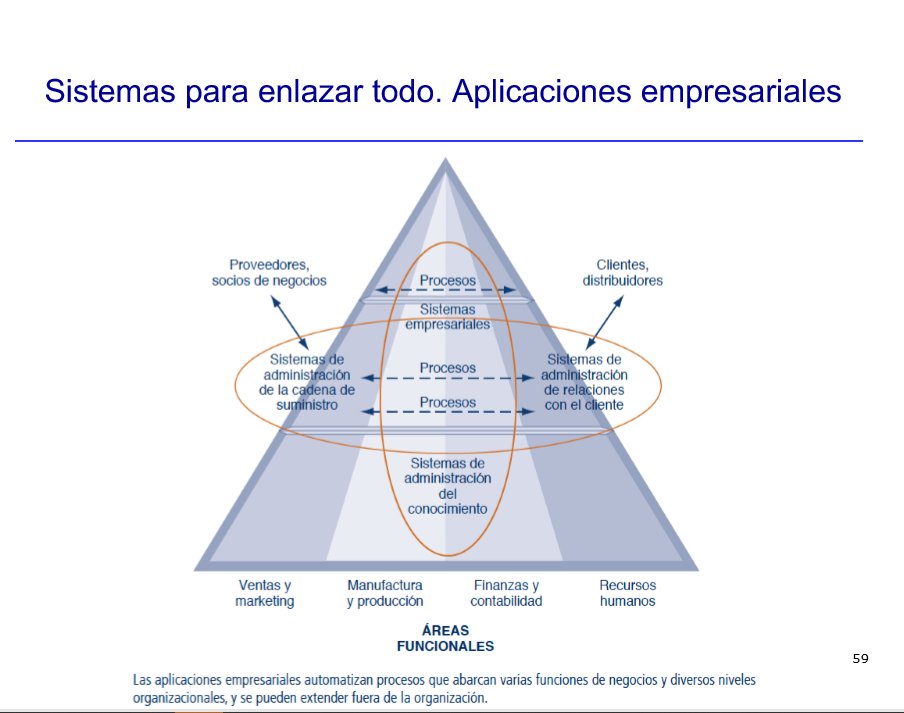 Sistemas para enlazar todo. Aplicaciones empresariales
Proveedores,
socios de negocios
Clientes,
distribuidores
Procesos
Sistemas
empresariales
Sistemas de
administración
de la cadena de
suministro
Procesos
Procesos
Sistemas de
administración
de relaciones
con el cliente
Sistemas de
administración
del
conocimiento
Ventas y
marketing
Manufactura
y producción
Finanzas y
contabilidad
Recursos
humanos
ÁREAS
FUNCIONALES
59
Las aplicaciones empresariales automatizan procesos que abarcan varias funciones de negocios y diversos niveles
organizacionales, y se pueden extender fuera de la organización.